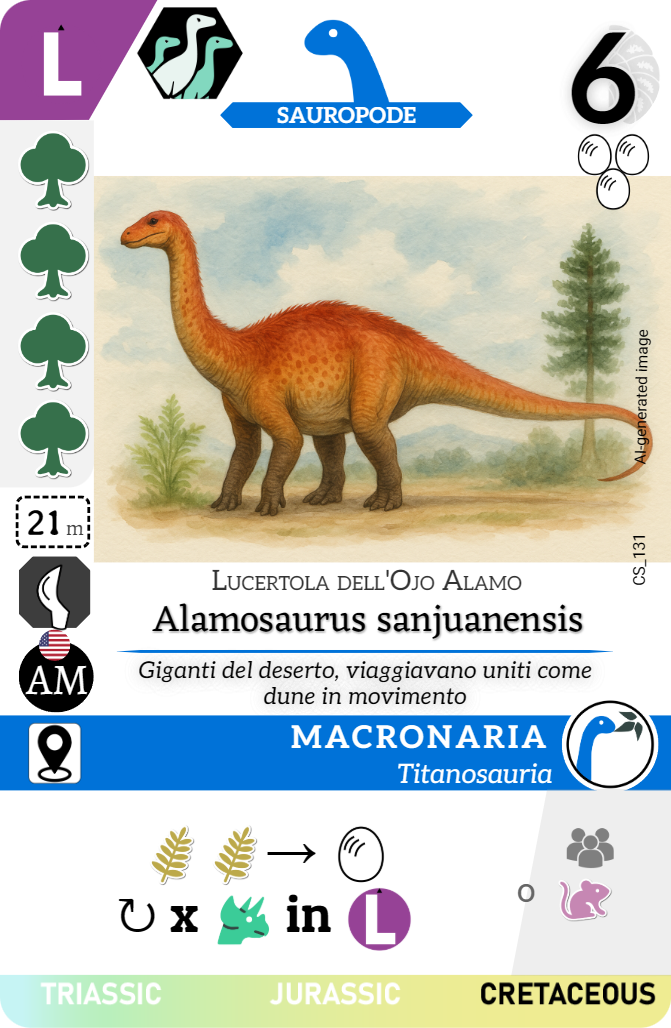 L
SAUROPODE
6
21 m
AM
AI-generated image
CS_131
Lucertola dell'Ojo Alamo
Alamosaurus sanjuanensis
Giganti del deserto, viaggiavano uniti come
dune in movimento
MACRONARIA
Titanosauria
→
↻ x in L
o
TRIASSIC JURASSIC CRETACEOUS